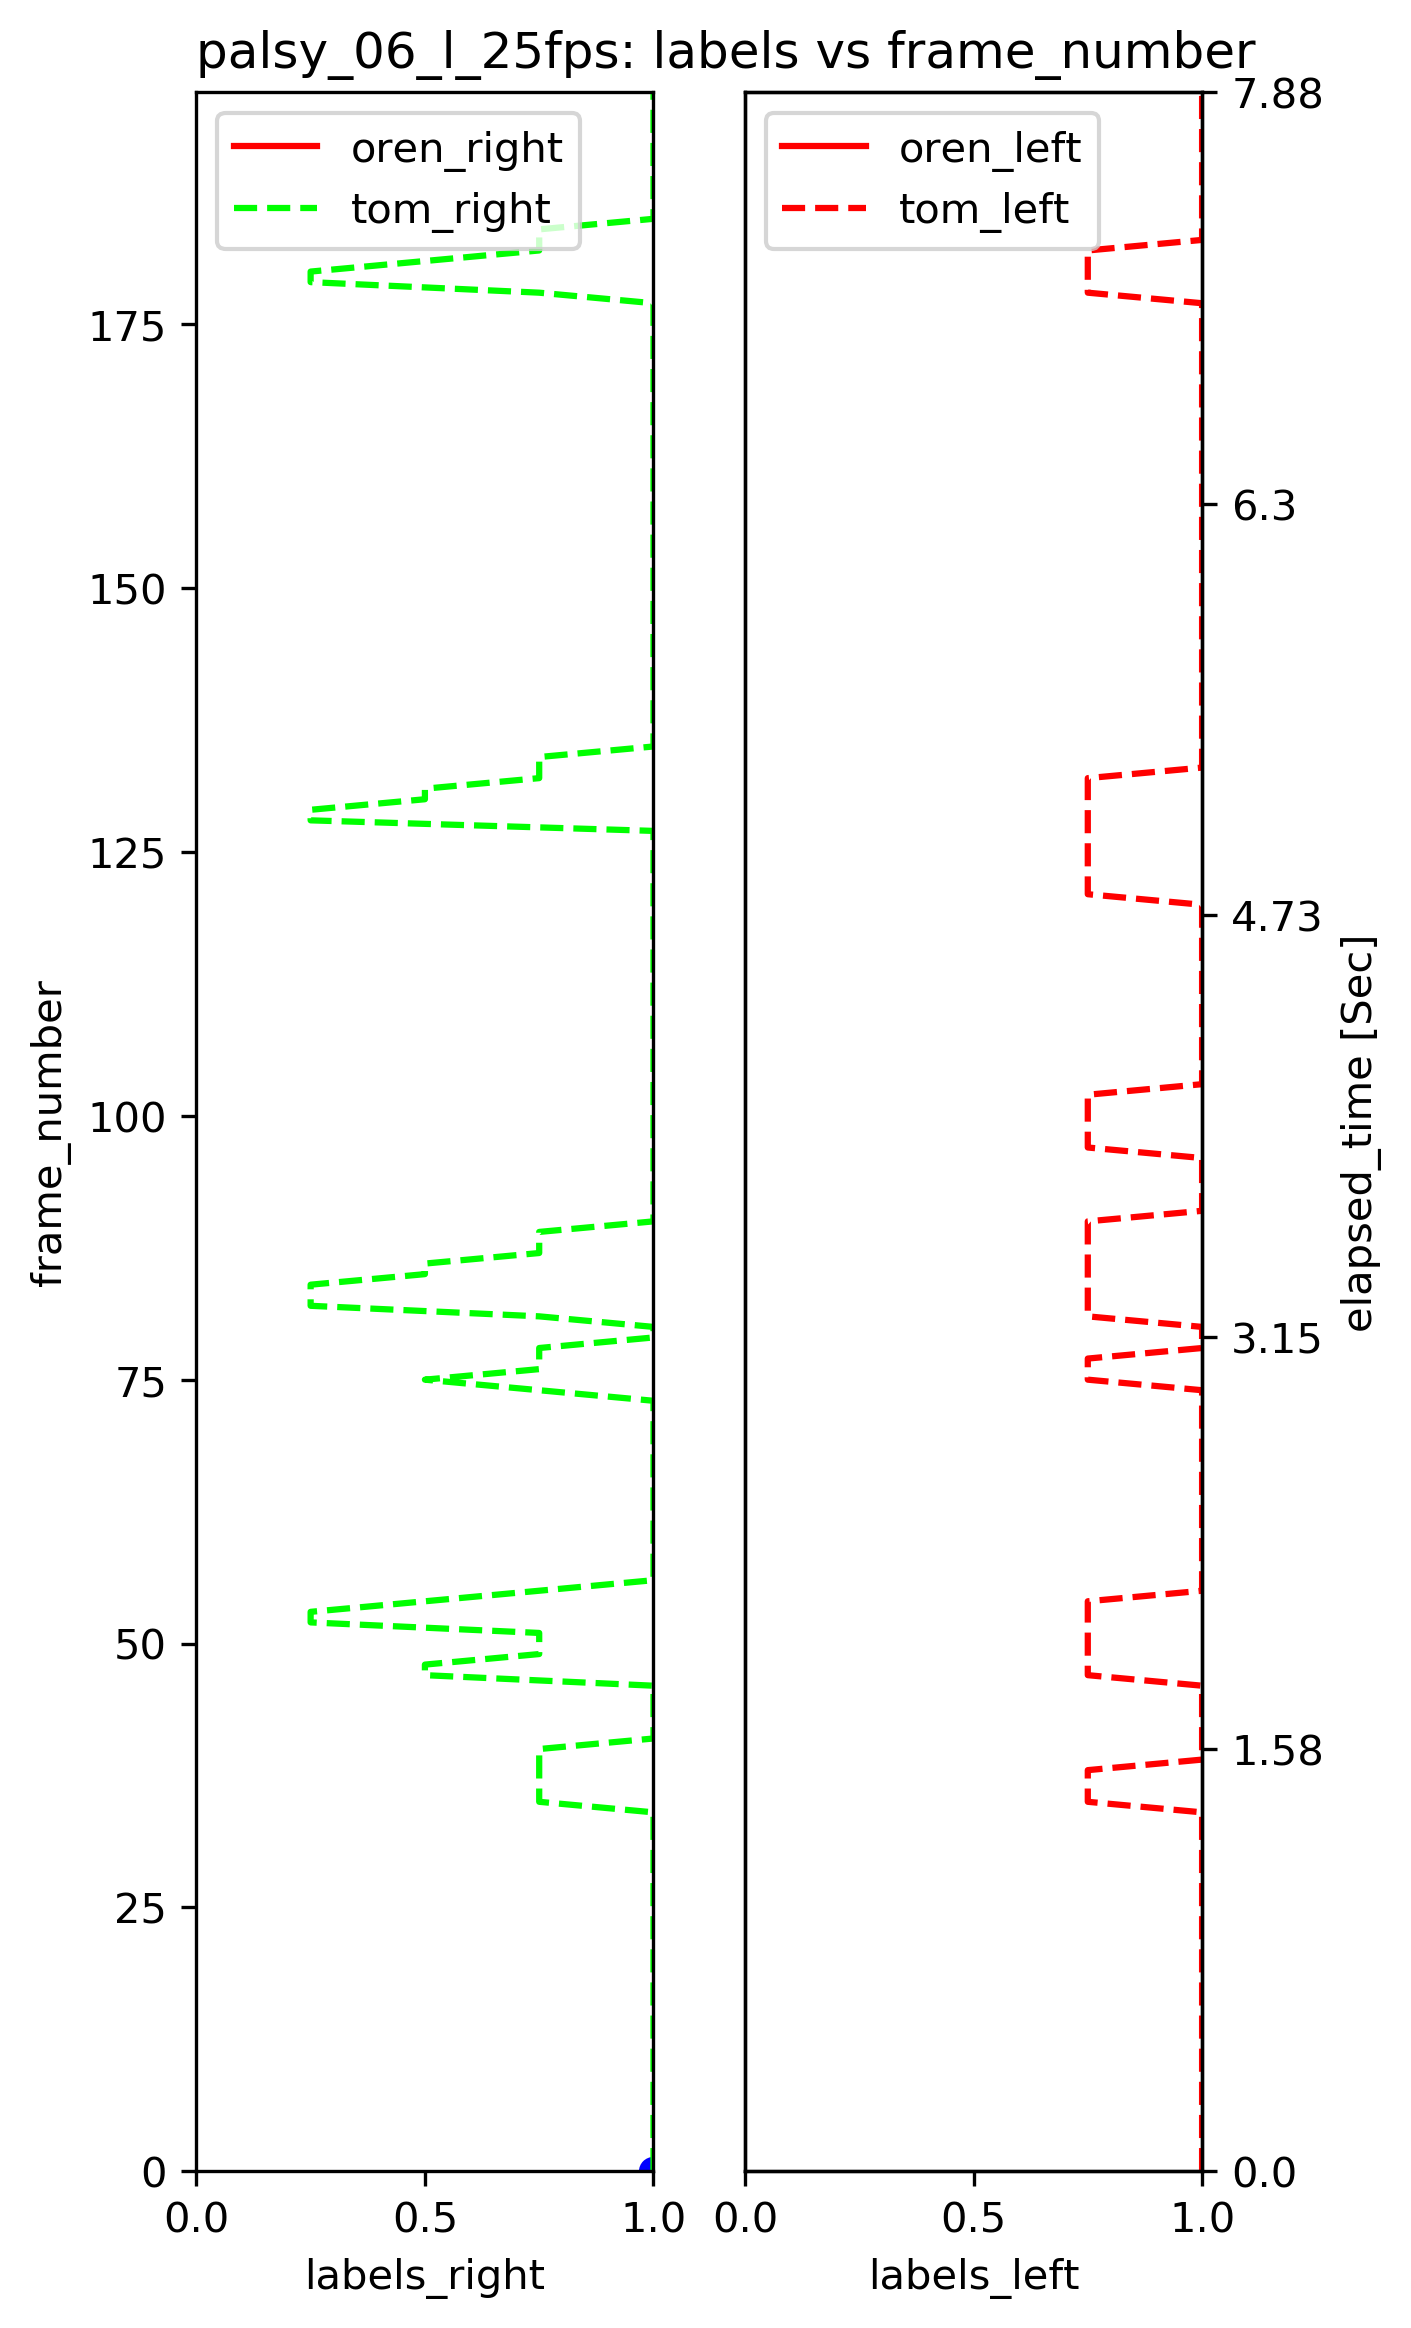 palsy_06_l_25fps: labels vs frame_number
oren_right
tom_right
oren_left
tom_left
175
150
125
100
75
50
25
0
frame_number
0.0
0.5
1.0
labels_right
0.0
0.5
1.0
labels_left
7.88
6.3
4.73
3.15
1.58
0.0
elapsed_time [Sec]